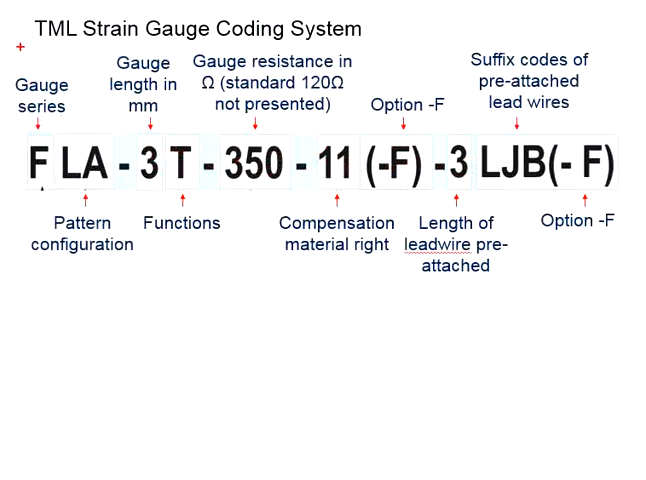 TML Strain Gauge Coding System
Gauge
series
Gauge
length in
mm
Gauge resistance in
Ω (standard 120Ω
not presented)
Option -F
Suffix codes of
pre-attached
lead wires
F LA - 3 T - 350 - 11 (-F) -3 LJB(- F)
Pattern
configuration
Functions
Compensation
material right
Length of
leadwire pre-
attached
Option -F